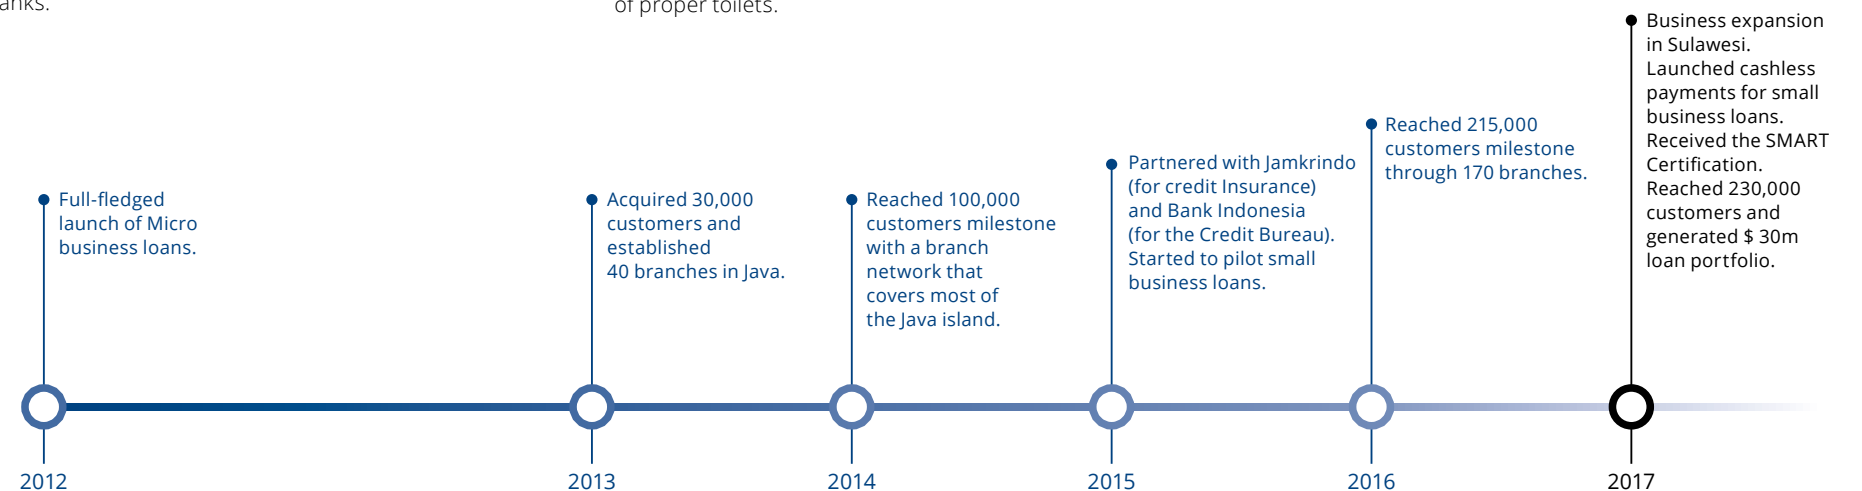 of proper toilets.
Full-fledged
launch of Micro
business loans.
Acquired 30,000
customers and
established
40 branches in Java.
Reached 100,000
customers milestone
with a branch
network that
covers most of
the Java island.
Partnered with Jamkrindo
(for credit Insurance)
and Bank Indonesia
(for the Credit Bureau).
Started to pilot small
business loans.
Reached 215,000
customers milestone
through 170 branches.
Business expansion
in Sulawesi.
Launched cashless
payments for small
business loans.
Received the SMART
Certification.
Reached 230,000
customers and
generated $ 30m
loan portfolio.
2012
2013
2014
2015
2016
2017